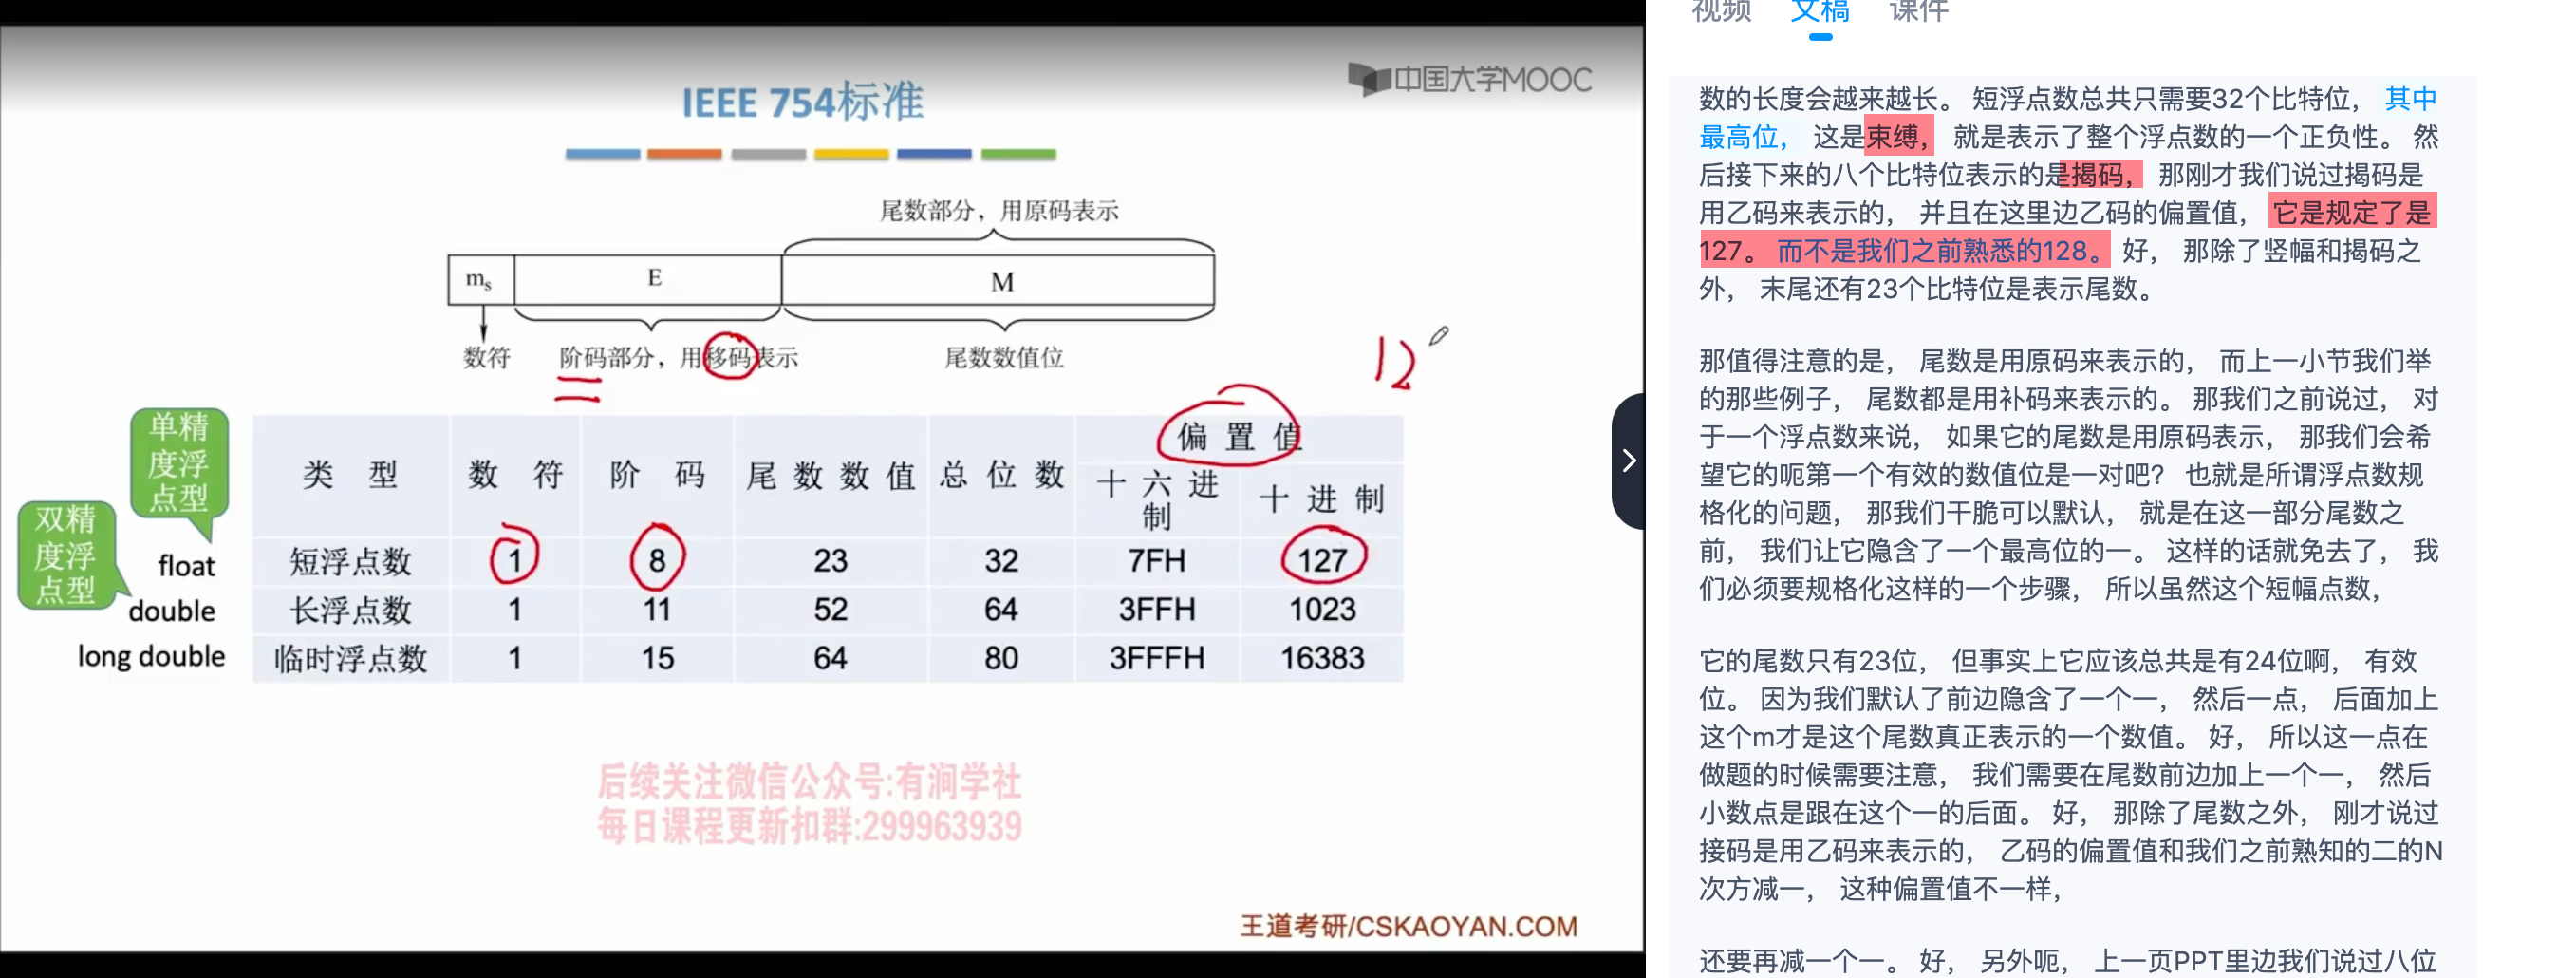 中国大学MOOC
IEEE 754标准
尾数部分，用原码表示
ms
E
M
数符
阶码部分，用移码表示
尾数数值位
12
单精
度浮
点型
双精
度浮
点型
float
double
long double
类 型 数 符 阶 码 尾数数值 总位数 偏置值
十六进制 十进制
短浮点数 1 8 23 32 7FH 127
长浮点数 1 11 52 64 3FFH 1023
临时浮点数 1 15 64 80 3FFFH 16383
后续关注微信公众号:有涧学社
每日课程更新扣群:299963939
王道考研/CSKAOYAN.COM
视频 文稿 课件
数的长度会越来越长。 短浮点数总共只需要32个比特位， 其中
最高位， 这是束缚， 就是表示了整个浮点数的一个正负性。 然
后接下来的八个比特位表示的是揭码， 那刚才我们说过揭码是
用乙码来表示的， 并且在这里边乙码的偏置值， 它是规定了是
127。 而不是我们之前熟悉的128。 好， 那除了竖幅和揭码之
外， 末尾还有23个比特位是表示尾数。
那值得注意的是， 尾数是用原码来表示的， 而上一小节我们举
的那些例子， 尾数都是用补码来表示的。 那我们之前说过， 对
于一个浮点数来说， 如果它的尾数是用原码表示， 那我们会希
望它的呃第一个有效的数值位是一对吧？ 也就是所谓浮点数规
格化的问题， 那我们干脆可以默认， 就是在这一部分尾数之
前， 我们让它隐含了一个最高位的一。 这样的话就免去了， 我
们必须要规格化这样的一个步骤， 所以虽然这个短幅点数，
它的尾数只有23位， 但事实上它应该总共是有24位啊， 有效
位。 因为我们默认了前边隐含了一个一， 然后一点， 后面加上
这个m才是这个尾数真正表示的一个数值。 好， 所以这一点在
做题的时候需要注意， 我们需要在尾数前边加上一个一， 然后
小数点是跟在这个一的后面。 好， 那除了尾数之外， 刚才说过
接码是用乙码来表示的， 乙码的偏置值和我们之前熟知的二的N
次方减一， 这种偏置值不一样，
还要再减一个一。 好， 另外呃， 上一页PPT里边我们说过八位